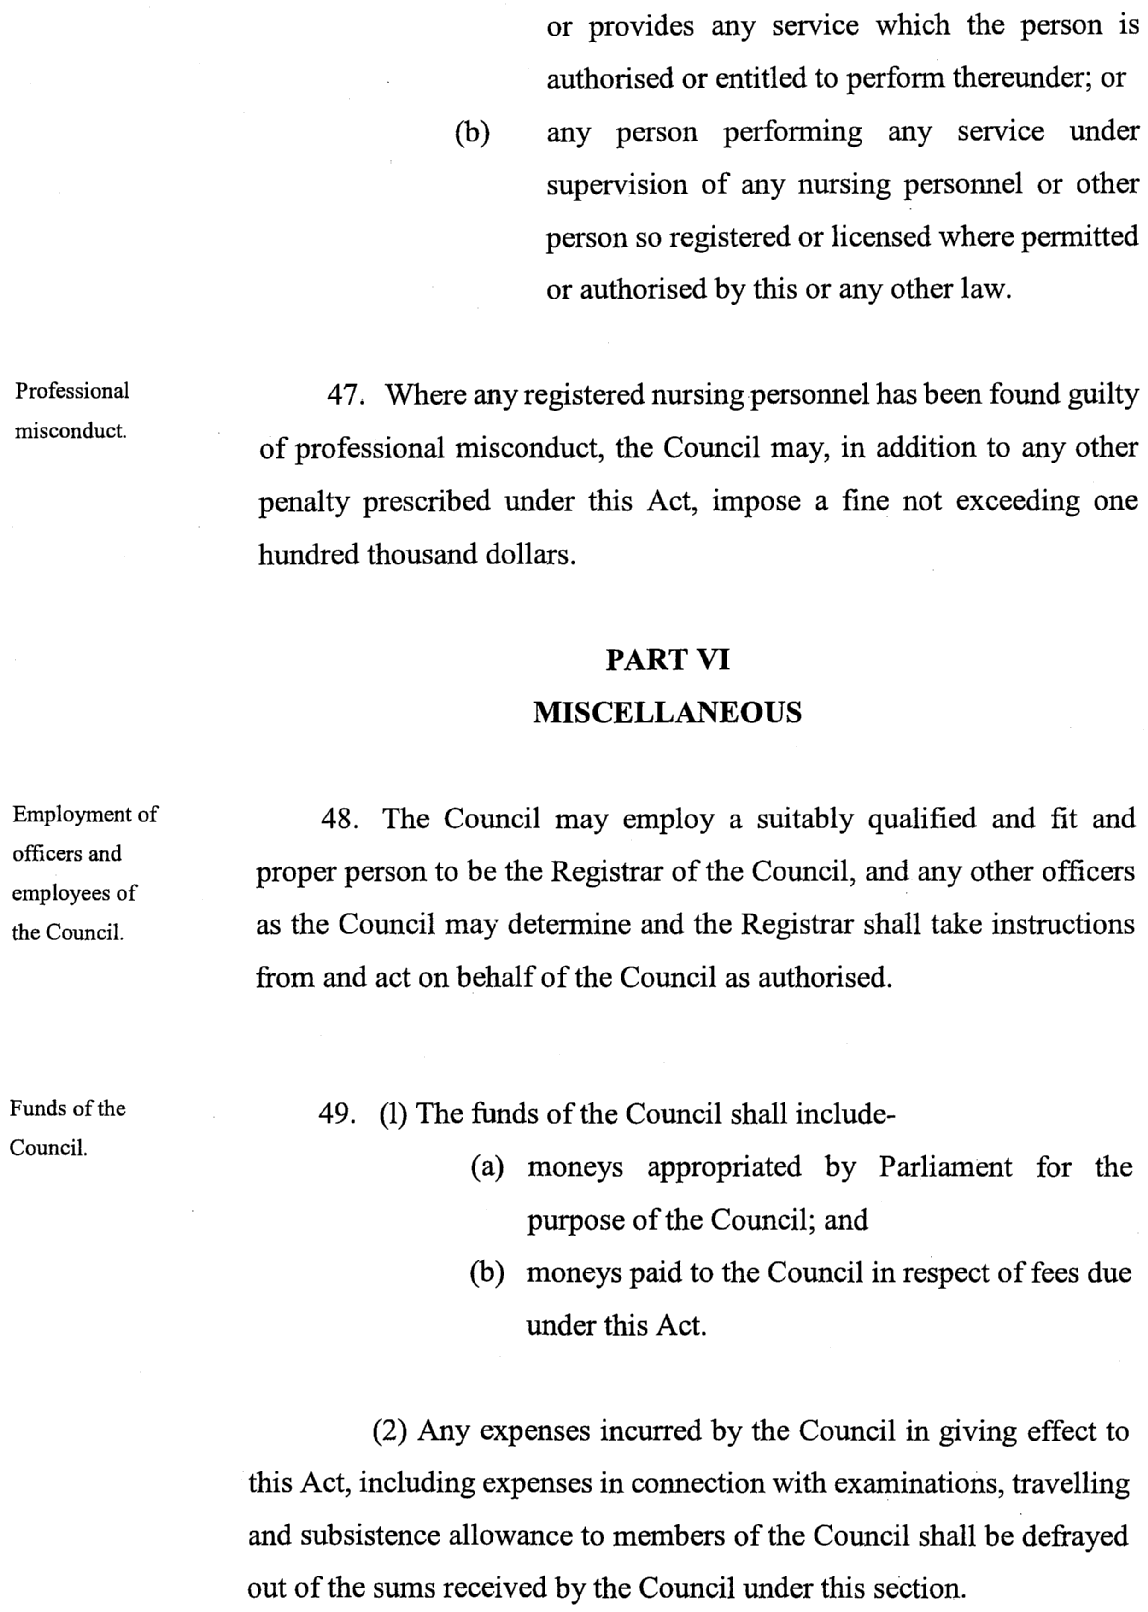 or provides any service which the person is
authorised or entitled to perform thereunder; or
(b) any person performing any service under
supervision of any nursing personnel or other
person so registered or licensed where permitted
or authorised by this or any other law.
Professional
misconduct.
47. Where any registered nursing personnel has been found guilty
of professional misconduct, the Council may, in addition to any other
penalty prescribed under this Act, impose a fine not exceeding one
hundred thousand dollars.
PART VI
MISCELLANEOUS
Employment of
officers and
employees of
the Council.
48. The Council may employ a suitably qualified and fit and
proper person to be the Registrar of the Council, and any other officers
as the Council may determine and the Registrar shall take instructions
from and act on behalf of the Council as authorised.
Funds of the
Council.
49. (1) The funds of the Council shall include-
(a) moneys appropriated by Parliament for the
purpose of the Council; and
(b) moneys paid to the Council in respect of fees due
under this Act.
(2) Any expenses incurred by the Council in giving effect to
this Act, including expenses in connection with examinations, travelling
and subsistence allowance to members of the Council shall be defrayed
out of the sums received by the Council under this section.